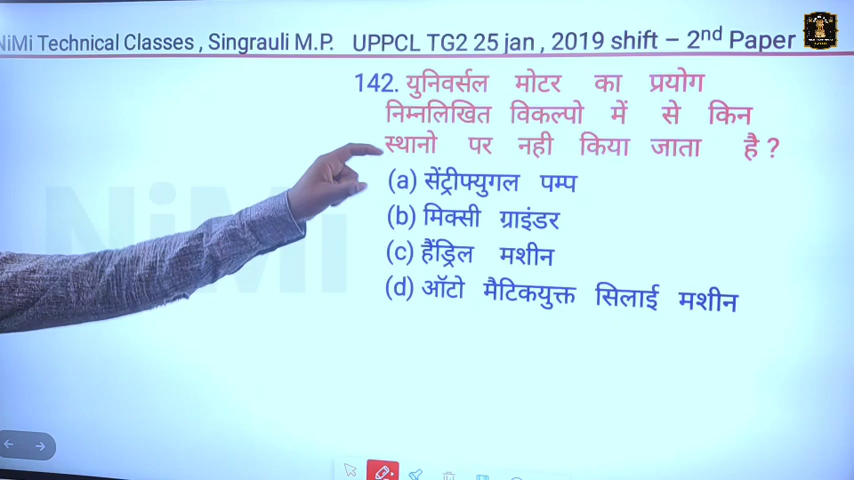 NiMi Technical Classes , Singrauli M.P. UPPCL TG2 25 jan , 2019 shift – 2nd Paper
142. युनिवर्सल मोटर का प्रयोग
निम्नलिखित विकल्पो में से किन
स्थानो पर नही किया जाता है ?
(a) सेंट्रीफ्युगल पम्प
(b) मिक्सी ग्राइंडर
(c) हैंड्रिल मशीन
(d) ऑटो मैटिकयुक्त सिलाई मशीन
NiMi